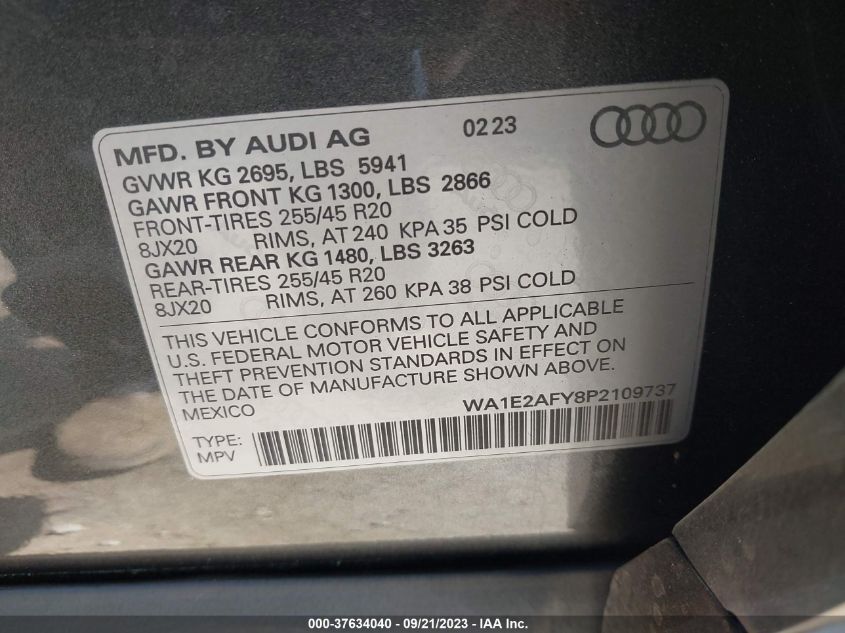 MFD. BY AUDI AG 0223
GVWR KG 2695, LBS 5941
GAWR FRONT KG 1300, LBS 2866
FRONT-TIRES 255/45 R20
8JX20 RIMS, AT 240 KPA 35 PSI COLD
GAWR REAR KG 1480, LBS 3263
REAR-TIRES 255/45 R20
8JX20 RIMS, AT 260 KPA 38 PSI COLD
THIS VEHICLE CONFORMS TO ALL APPLICABLE
U.S. FEDERAL MOTOR VEHICLE SAFETY AND
THEFT PREVENTION STANDARDS IN EFFECT ON
THE DATE OF MANUFACTURE SHOWN ABOVE.
MEXICO WA1E2AFY8P2109737
TYPE:
MPV
000-37634040 - 09/21/2023 - IAA Inc.